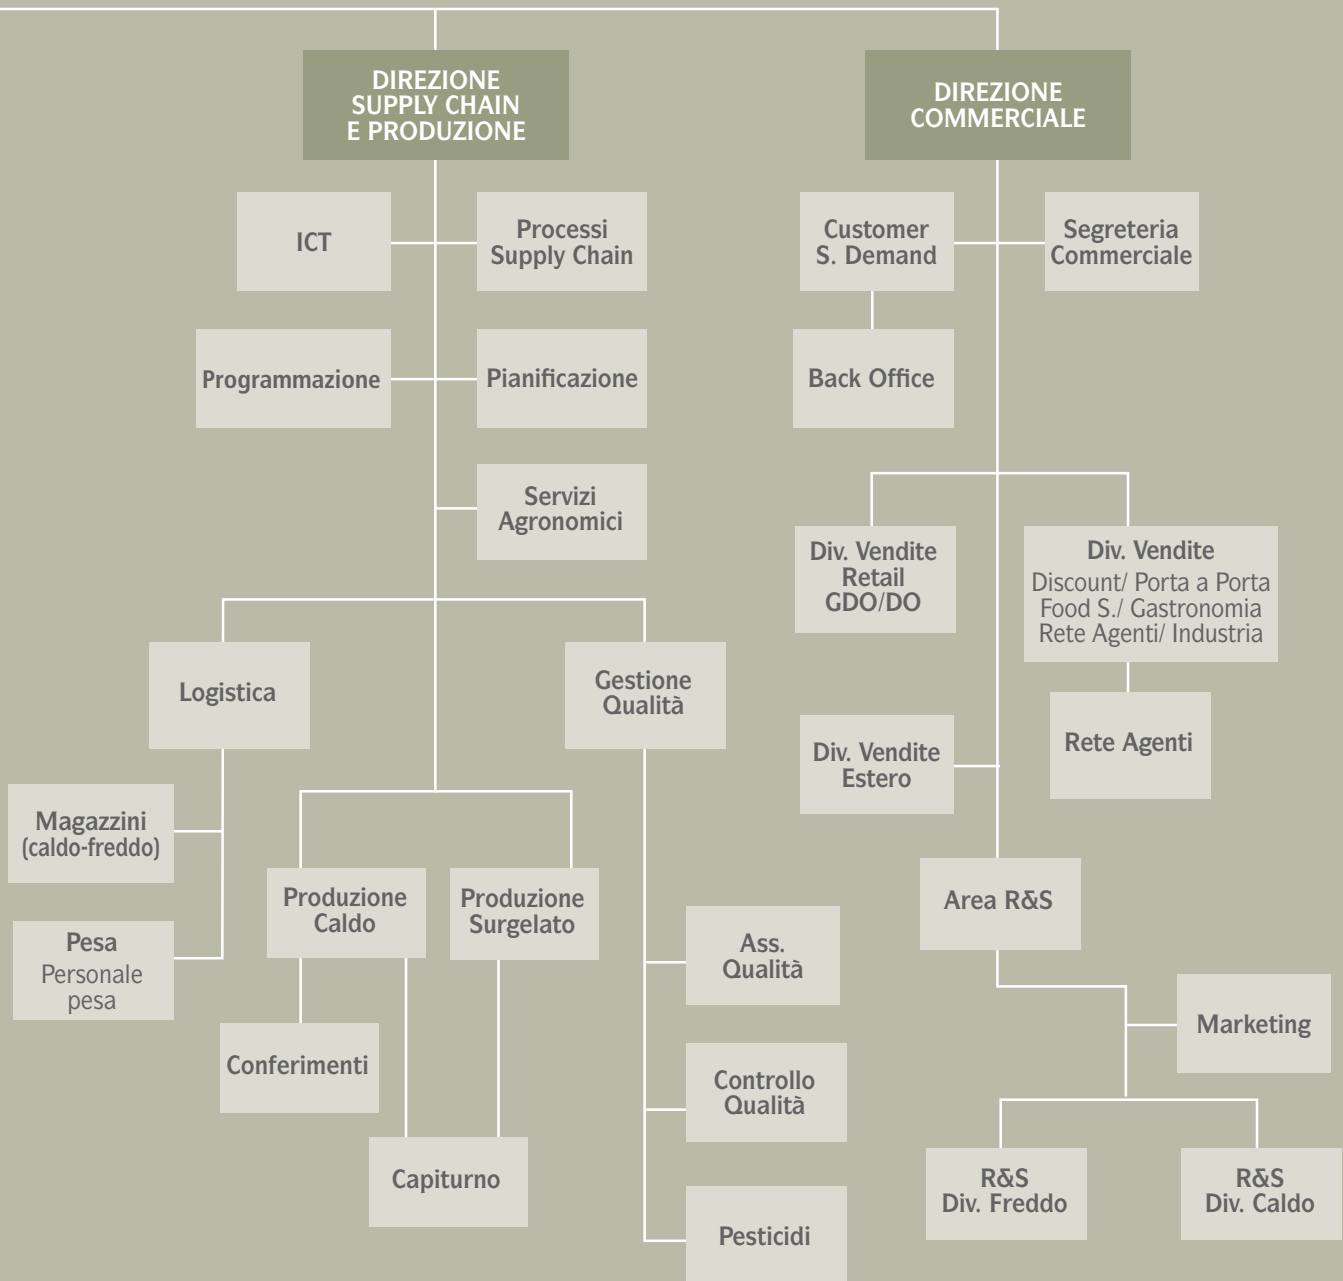 DIREZIONE
SUPPLY CHAIN
E PRODUZIONE
DIREZIONE
COMMERCIALE
ICT
Processi
Supply Chain
Customer
S. Demand
Segreteria
Commerciale
Programmazione
Pianificazione
Back Office
Servizi
Agronomici
Div. Vendite
Retail
GDO/DO
Div. Vendite
Discount/ Porta a Porta
Food S./ Gastronomia
Rete Agenti/ Industria
Logistica
Gestione
Qualità
Rete Agenti
Div. Vendite
Estero
Magazzini
(caldo-freddo)
Produzione
Caldo
Produzione
Surgelato
Area R&S
Pesa
Personale
pesa
Ass.
Qualità
Marketing
Conferimenti
Controllo
Qualità
Capiturno
R&S
Div. Freddo
R&S
Div. Caldo
Pesticidi